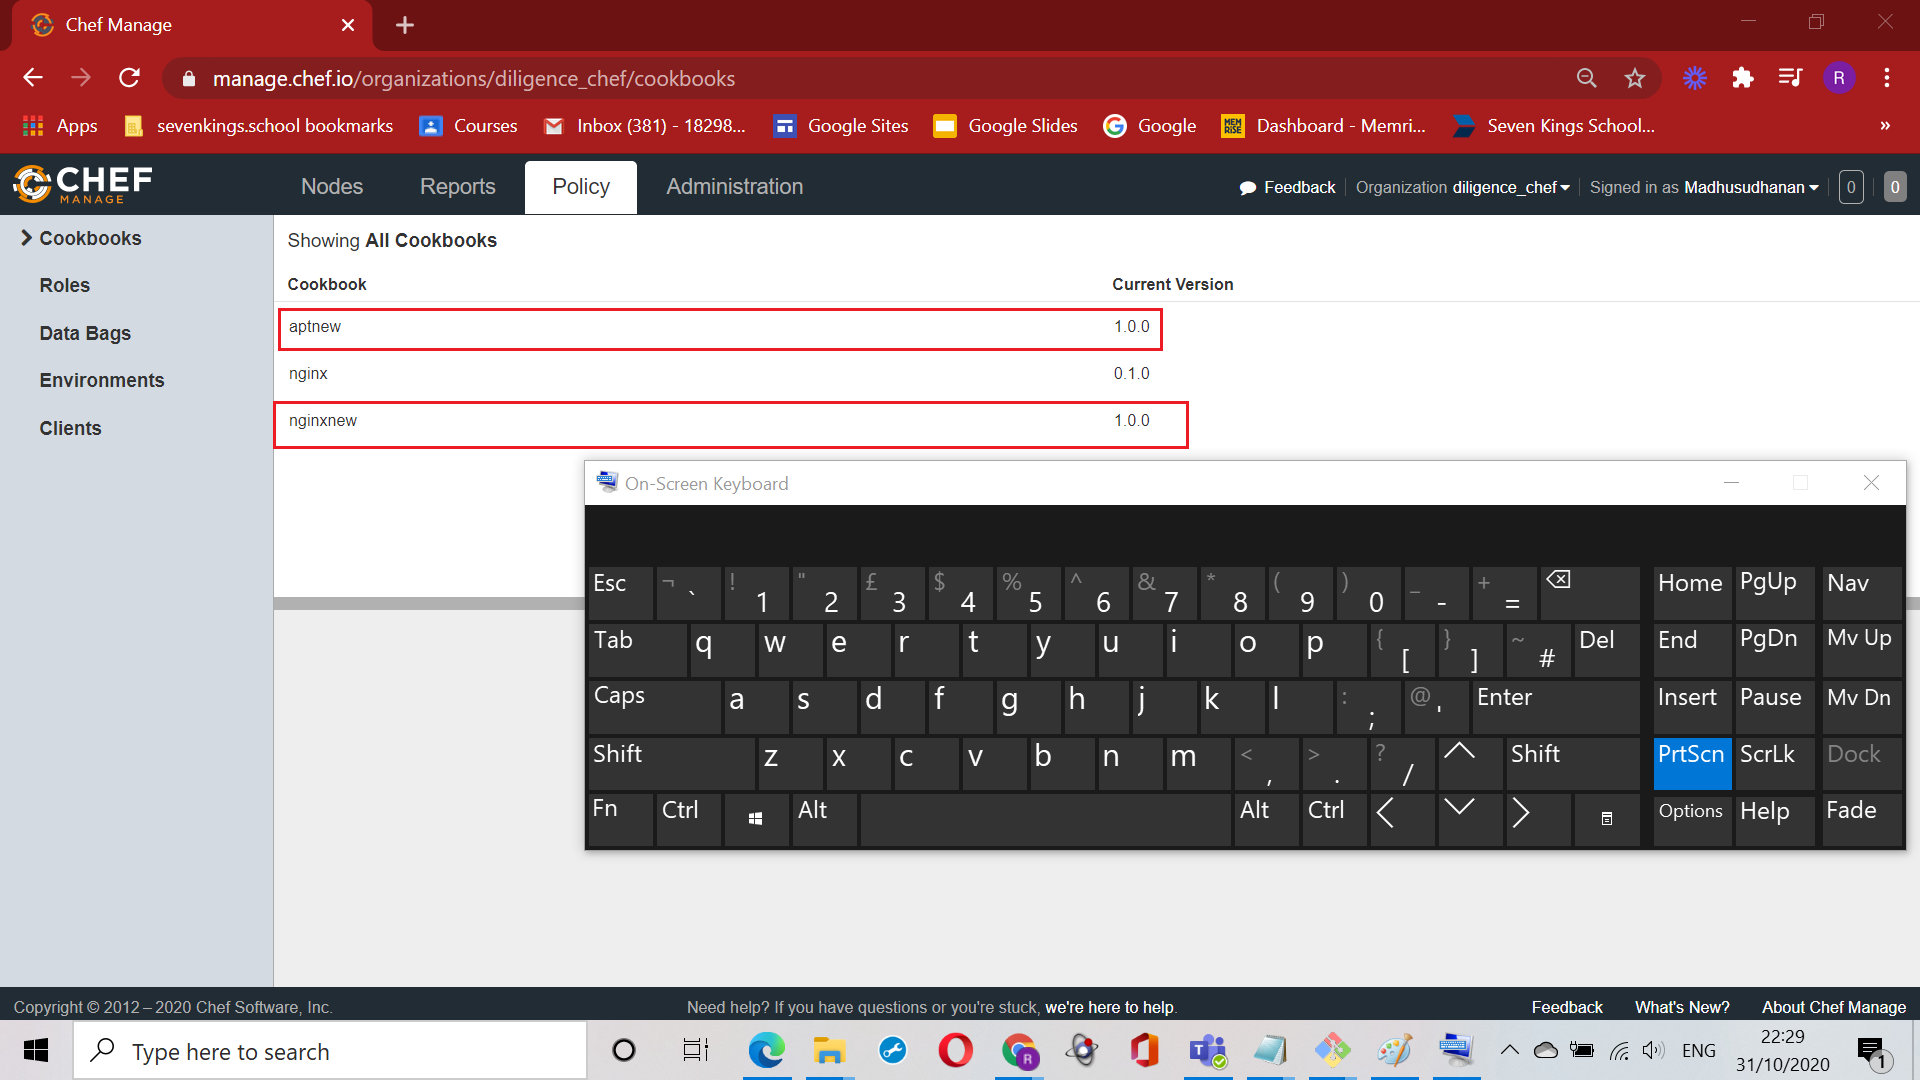 Chef Manage
manage.chef.io/organizations/diligence_chef/cookbooks
R
Apps
sevenkings.school bookmarks
Courses
Inbox (381) - 18298...
Google Sites
Google Slides
Google
MEM RISE
Dashboard - Memri...
Seven Kings School...
»
CHEF
MANAGE
Nodes
Reports
Policy
Administration
Feedback
Organization diligence_chef
Signed in as Madhusudhanan
0
0
Cookbooks
Roles
Data Bags
Environments
Clients
Showing All Cookbooks
Cookbook Current Version
aptnew 1.0.0
nginx 0.1.0
nginxnew 1.0.0
On-Screen Keyboard
Esc ¬ ` ! 1 " 2 £ 3 $ 4 % 5 ^ 6 & 7 * 8 ( 9 ) 0 _ - + = Home PgUp Nav
Tab q w e r t y u i o p { [ } ] ~ # Del End PgDn Mv Up
Caps a s d f g h j k l : ; @ ' Enter Insert Pause Mv Dn
Shift z x c v b n m < , > . ? / Shift PrtScn ScrLk Dock
Fn Ctrl Alt Alt Ctrl Options Help Fade
Copyright © 2012 – 2020 Chef Software, Inc.
Need help? If you have questions or you're stuck, we're here to help.
Feedback
What's New?
About Chef Manage
Type here to search
R
ENG
22:29
31/10/2020
1